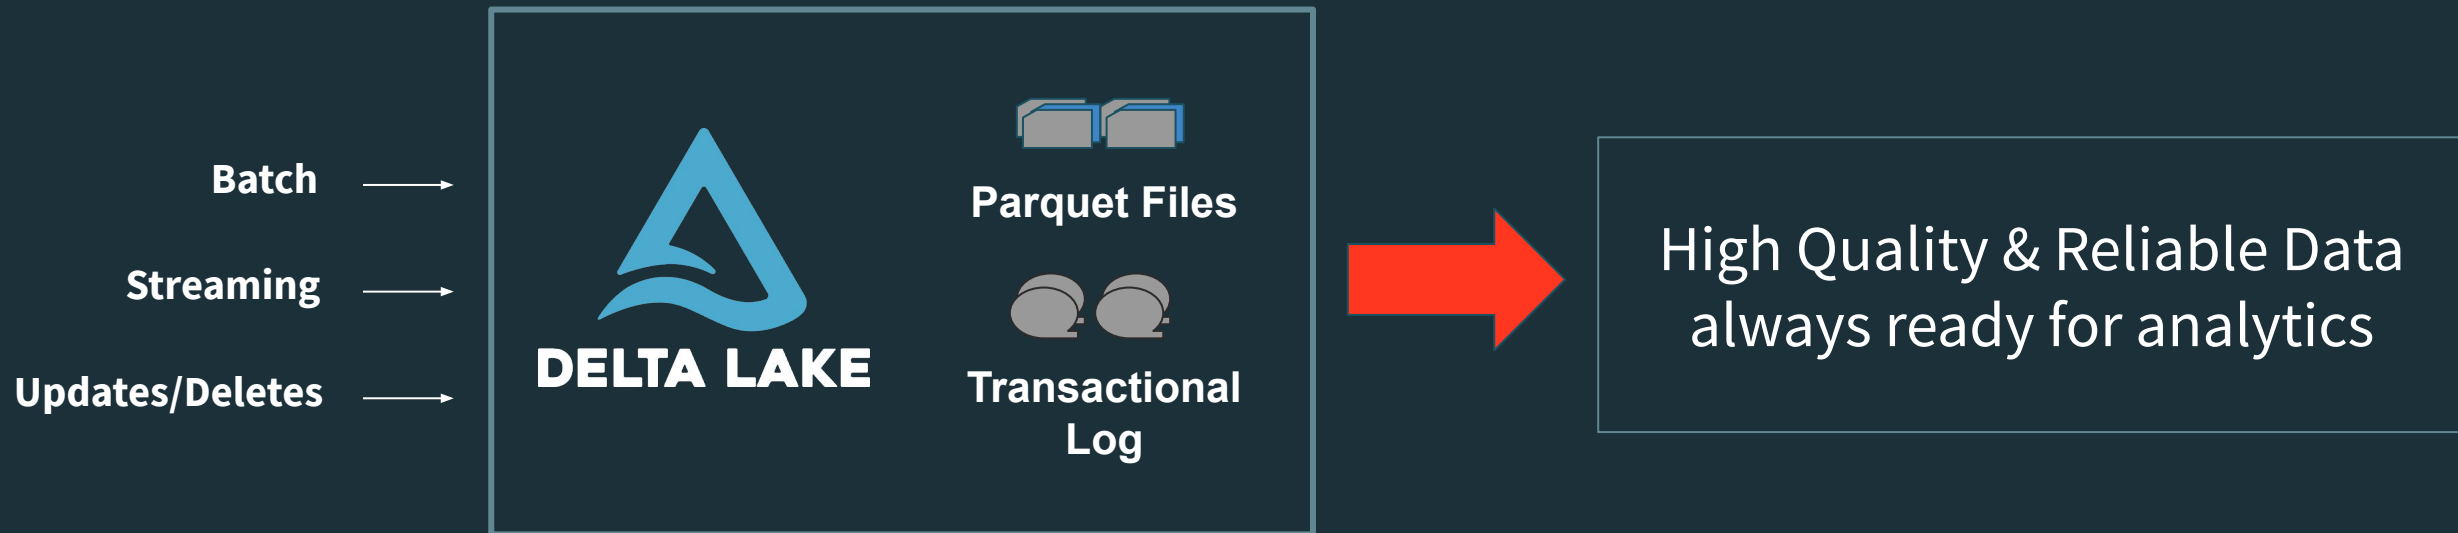 Batch
Streaming
Updates/Deletes
DELTA LAKE
Parquet Files
Transactional
Log
High Quality & Reliable Data
always ready for analytics